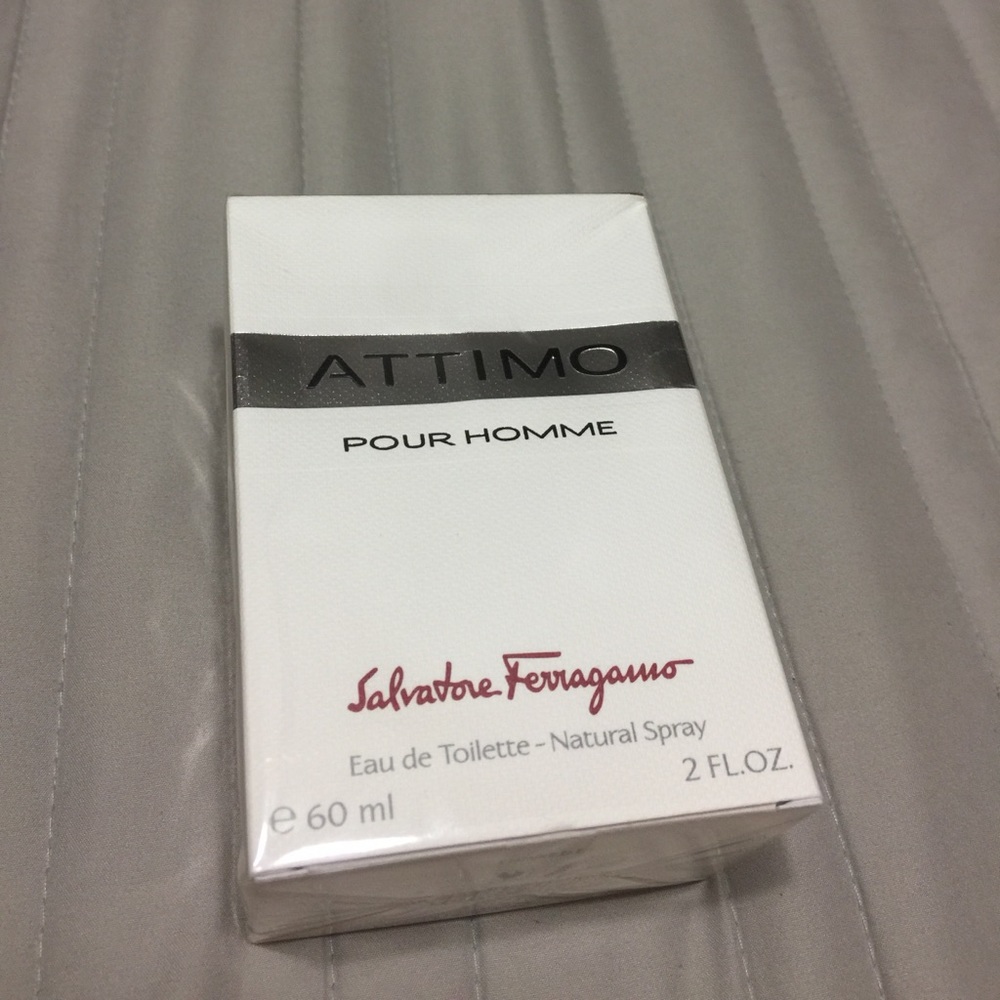 ATTIMO
POUR HOMME
Salvatore Ferragamo
Eau de Toilette - Natural Spray
℮ 60 ml 2 FL.OZ.